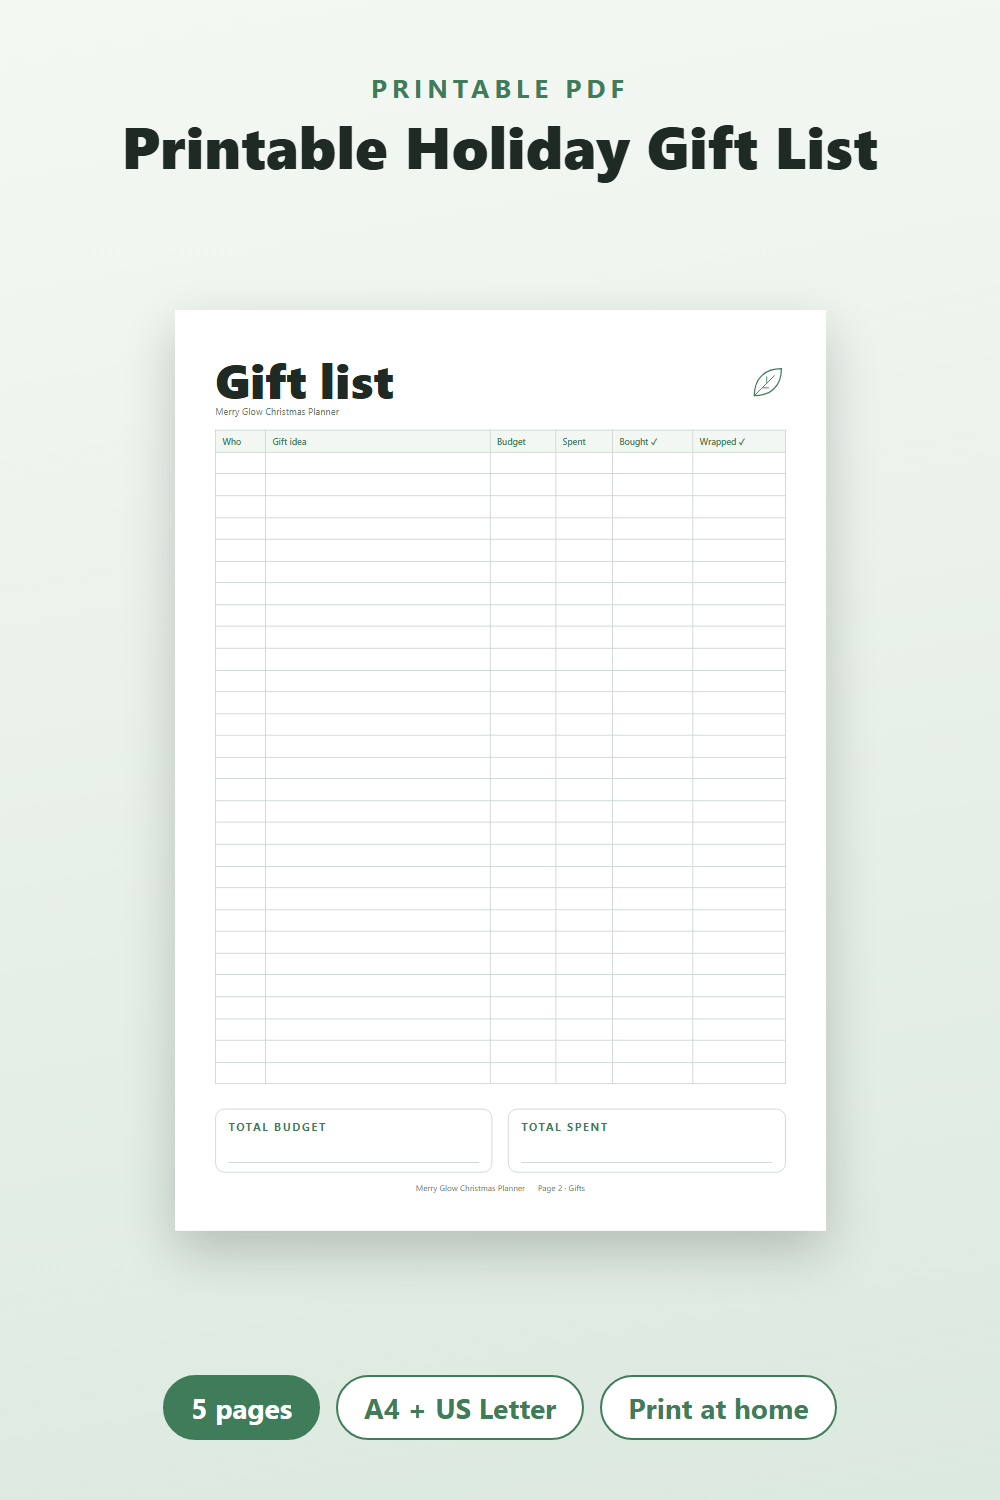 PRINTABLE PDF
Printable Holiday Gift List
Gift list
Merry Glow Christmas Planner
Who Gift idea Budget Spent Bought ✓ Wrapped ✓
TOTAL BUDGET TOTAL SPENT
Merry Glow Christmas Planner Page 2 · Gifts
5 pages A4 + US Letter Print at home